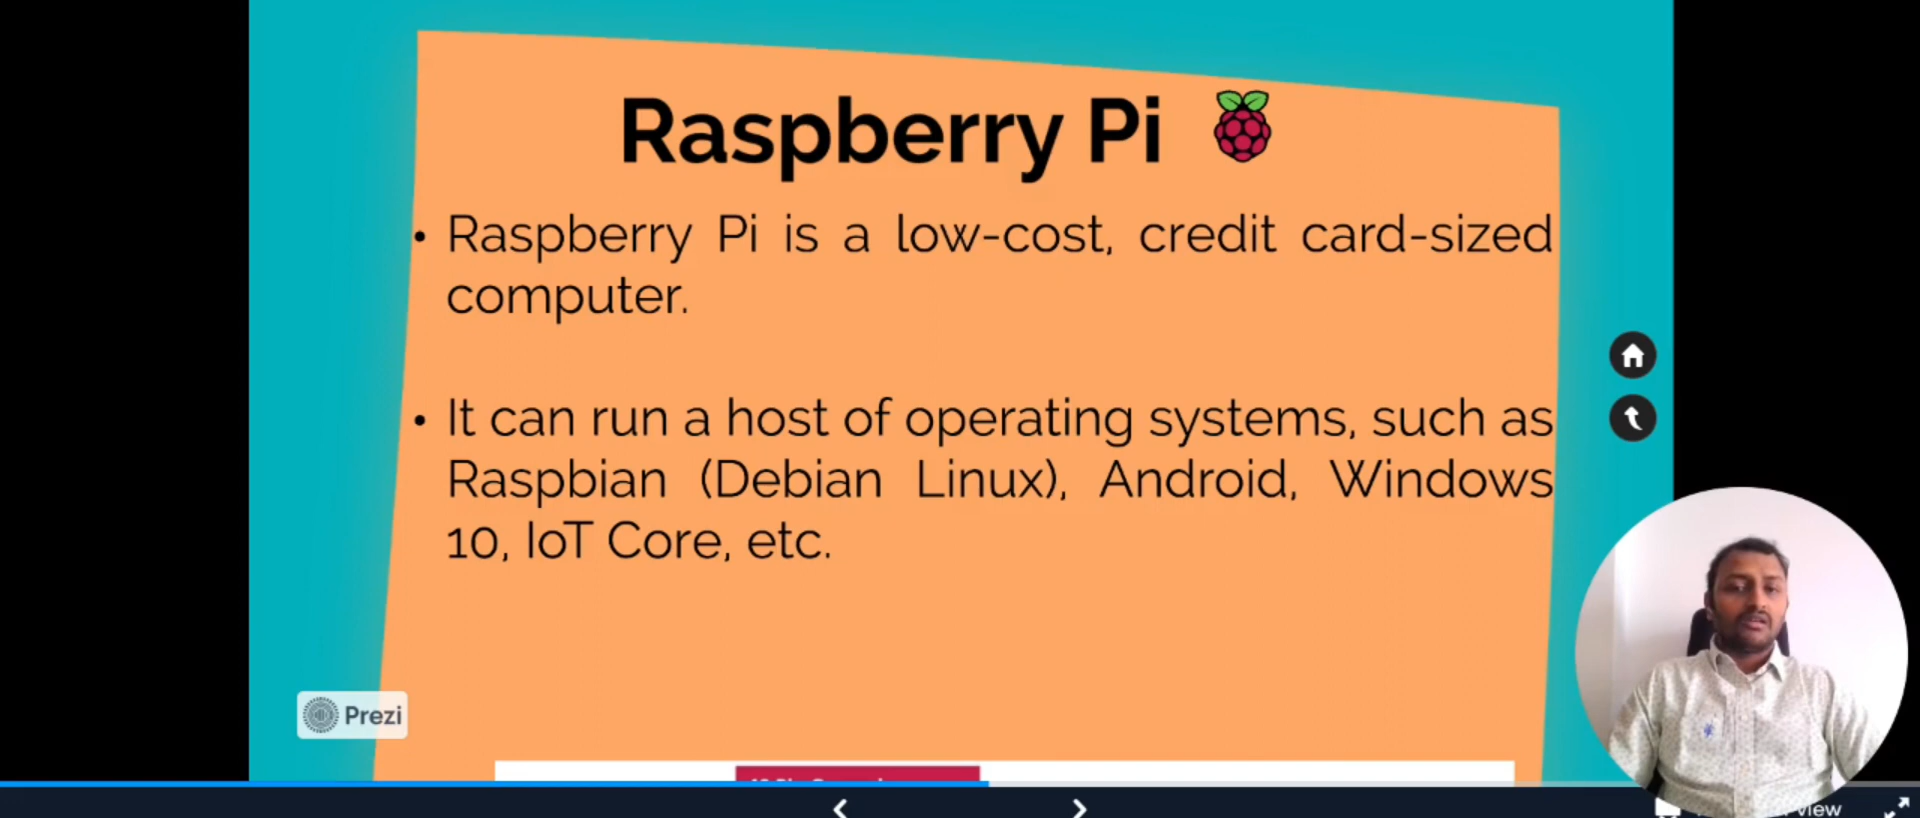 Raspberry Pi
• Raspberry Pi is a low-cost, credit card-sized
computer.
• It can run a host of operating systems, such as
Raspbian (Debian Linux), Android, Windows
10, IoT Core, etc.
Prezi
view